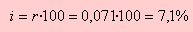 i = r·100 = 0,071·100 = 7,1%